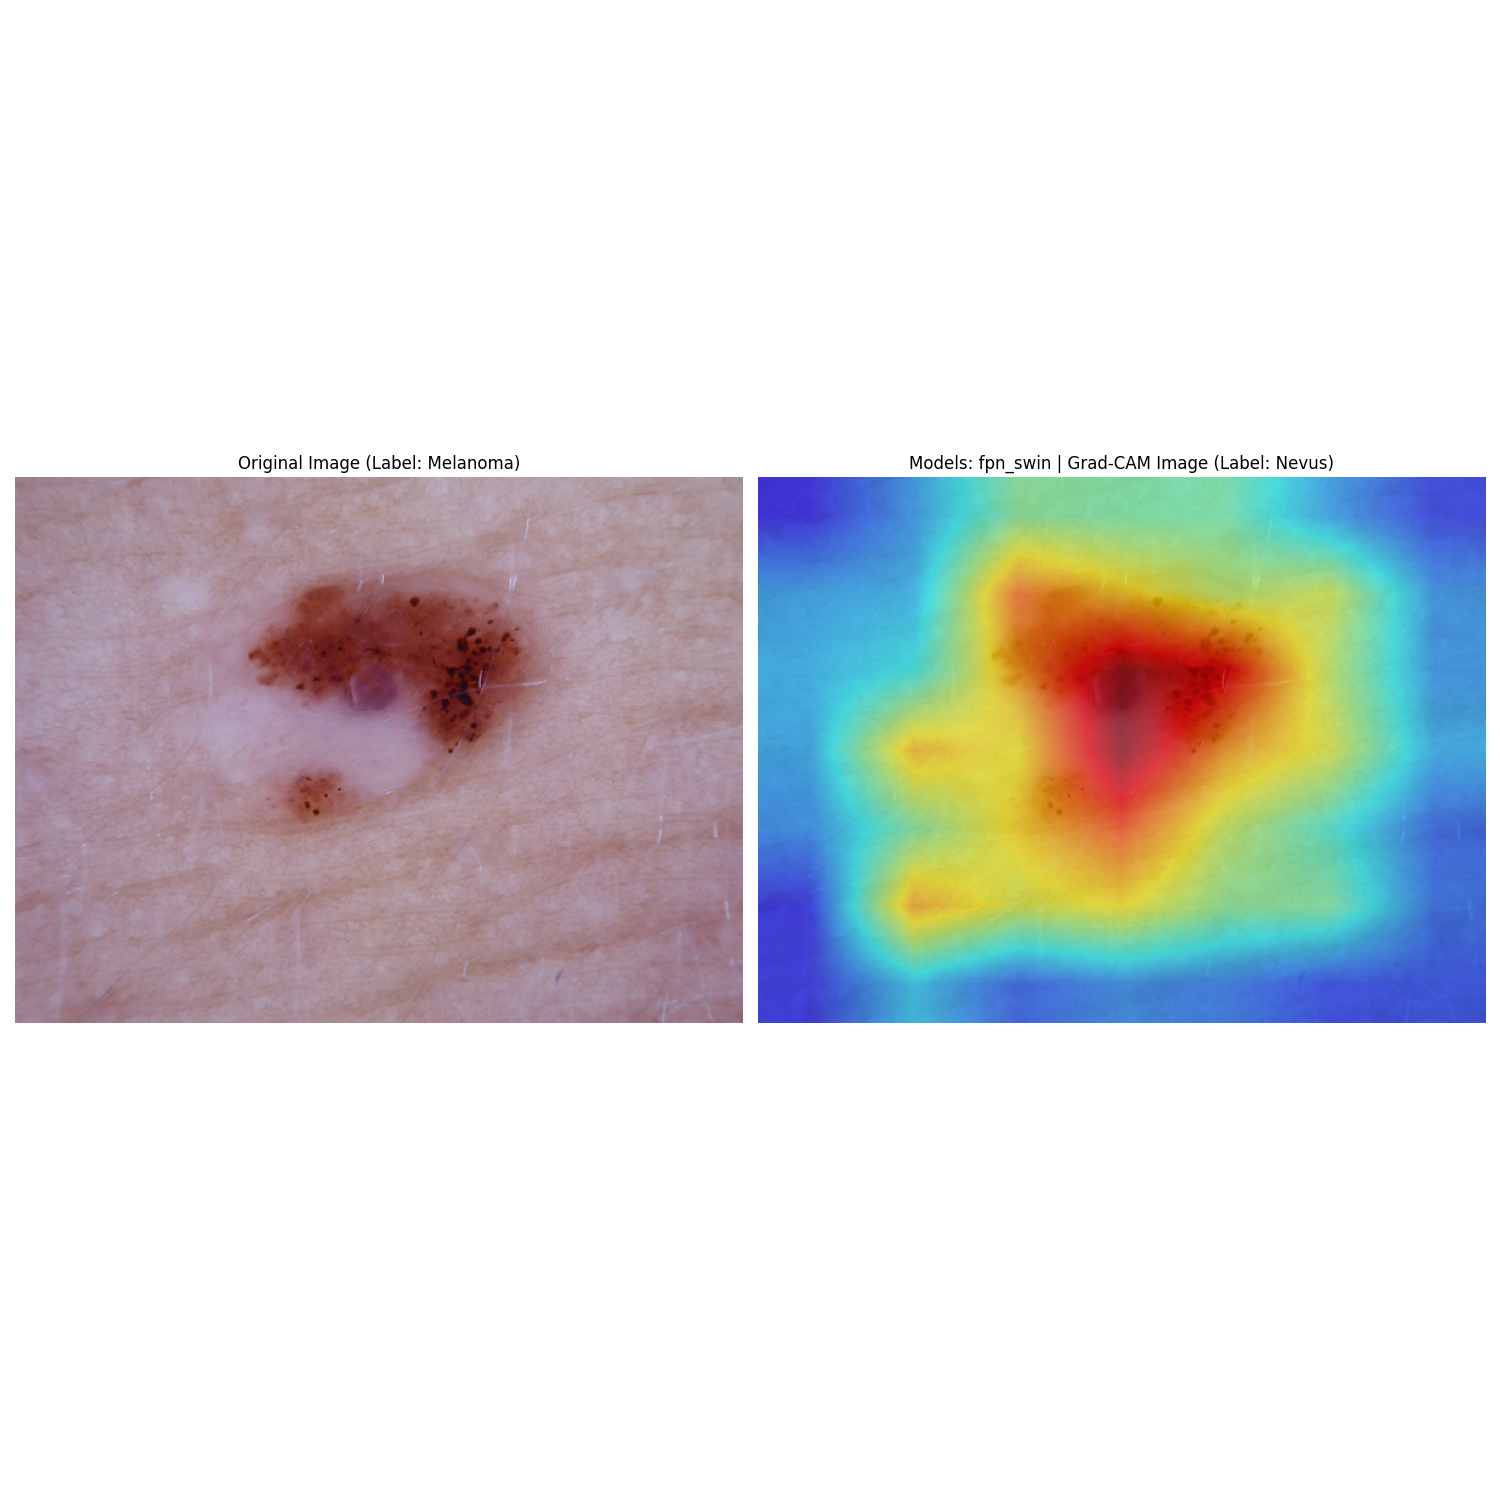 Original Image (Label: Melanoma)
Models: fpn_swin | Grad-CAM Image (Label: Nevus)